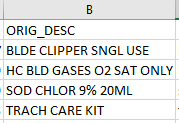 B
ORIG_DESC
BLDE CLIPPER SNGL USE
HC BLD GASES O2 SAT ONLY
SOD CHLOR 9% 20ML
TRACH CARE KIT